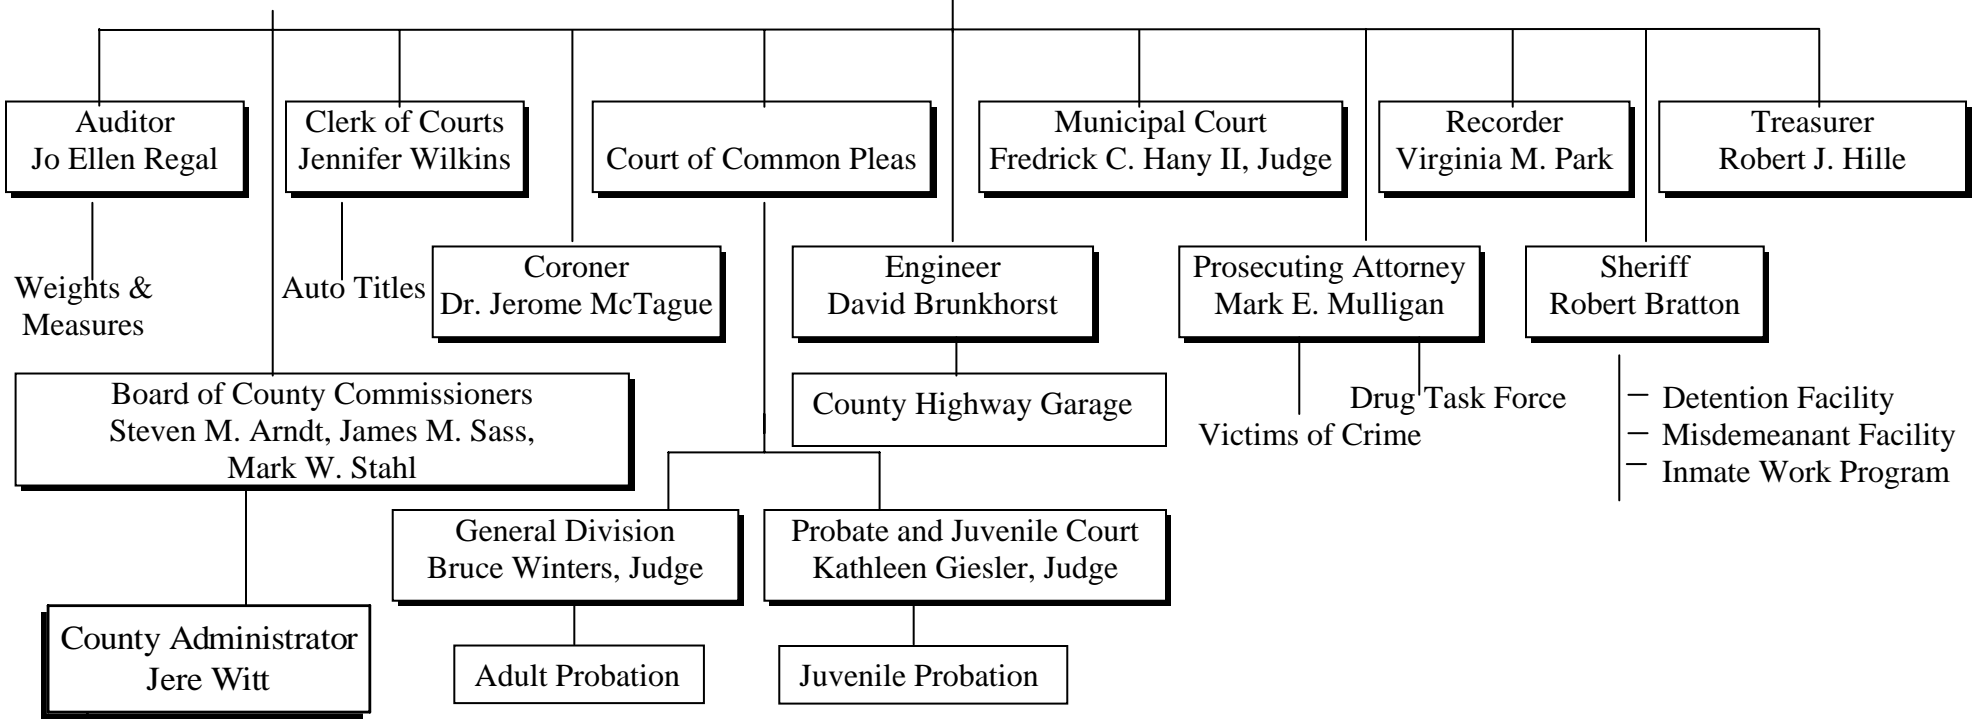 Auditor
Jo Ellen Regal
Clerk of Courts
Jennifer Wilkins
Court of Common Pleas
Municipal Court
Fredrick C. Hany II, Judge
Recorder
Virginia M. Park
Treasurer
Robert J. Hille
Weights &
Measures
Auto Titles
Coroner
Dr. Jerome McTague
Engineer
David Brunkhorst
Prosecuting Attorney
Mark E. Mulligan
Sheriff
Robert Bratton
Board of County Commissioners
Steven M. Arndt, James M. Sass,
Mark W. Stahl
County Highway Garage
Drug Task Force
Victims of Crime
– Detention Facility
– Misdemeanant Facility
– Inmate Work Program
General Division
Bruce Winters, Judge
Probate and Juvenile Court
Kathleen Giesler, Judge
County Administrator
Jere Witt
Adult Probation
Juvenile Probation